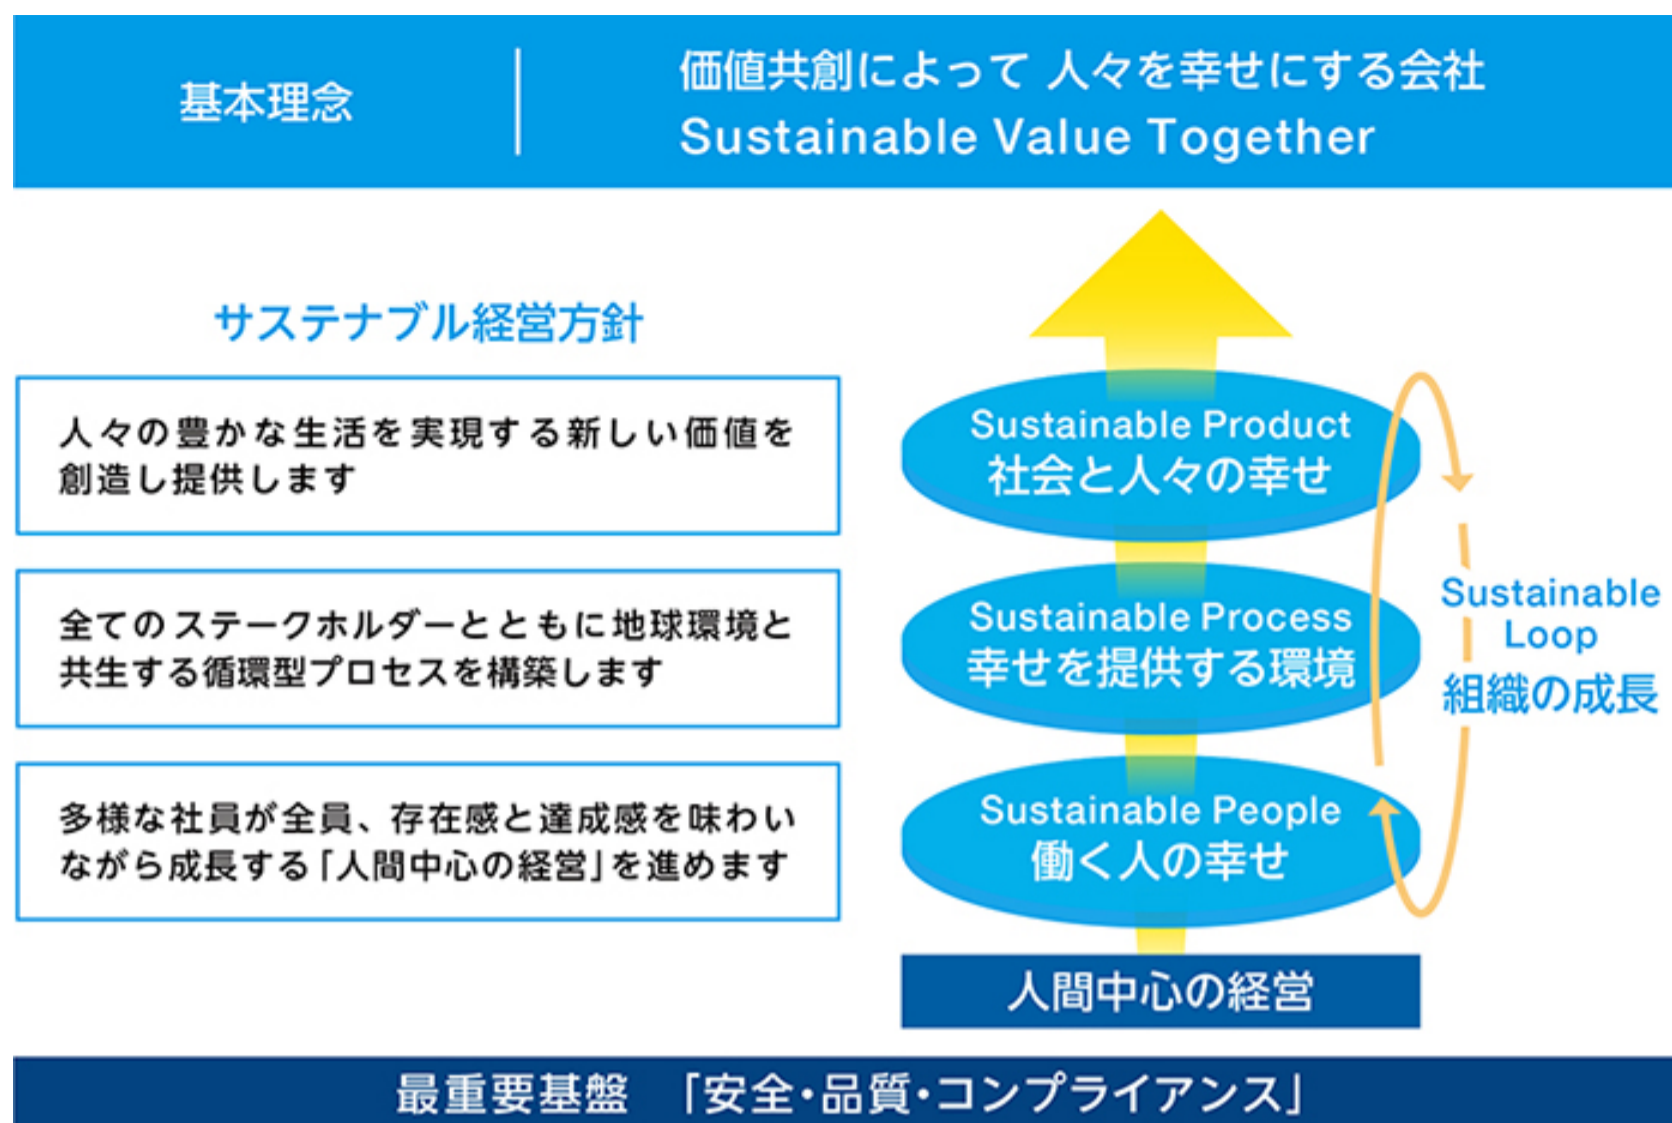 基本理念
価値共創によって 人々を幸せにする会社
Sustainable Value Together
サステナブル経営方針
人々の豊かな生活を実現する新しい価値を
創造し提供します
全てのステークホルダーとともに地球環境と
共生する循環型プロセスを構築します
多様な社員が全員、存在感と達成感を味わい
ながら成長する「人間中心の経営」を進めます
Sustainable Product
社会と人々の幸せ
Sustainable Process
幸せを提供する環境
Sustainable People
働く人の幸せ
Sustainable
Loop
組織の成長
人間中心の経営
最重要基盤 「安全・品質・コンプライアンス」